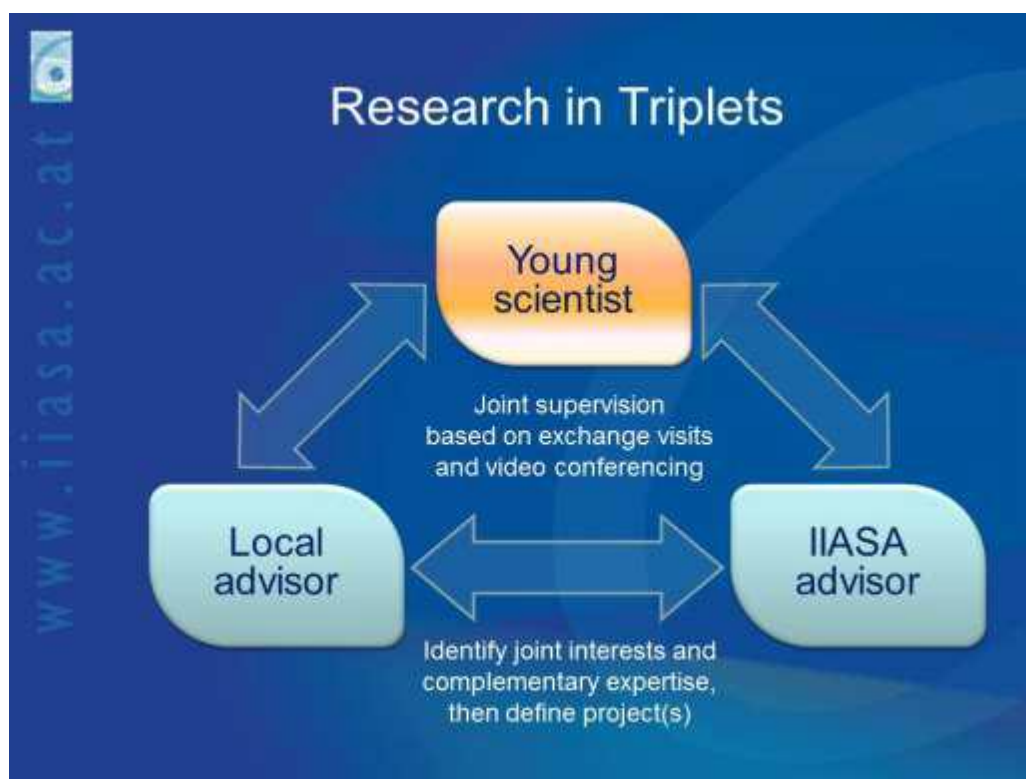 www.iiasa.ac.at
Research in Triplets
Young
scientist
Joint supervision
based on exchange visits
and video conferencing
Local
advisor
IIASA
advisor
Identify joint interests and
complementary expertise,
then define project(s)